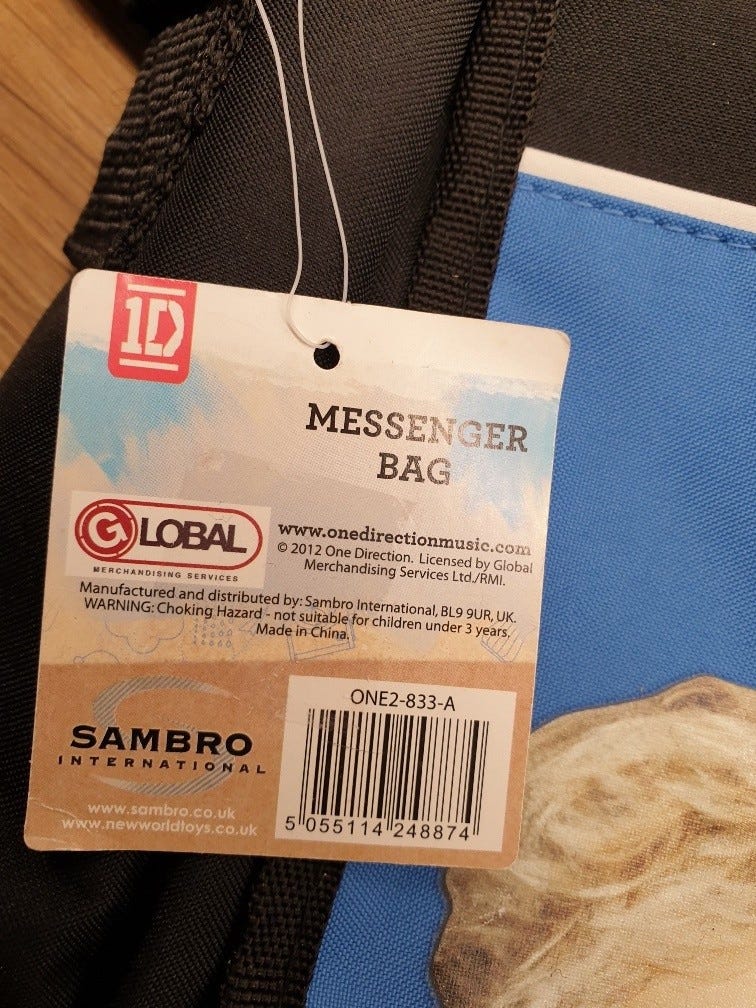 1D
MESSENGER
BAG
GLOBAL
MERCHANDISING SERVICES
www.onedirectionmusic.com
© 2012 One Direction. Licensed by Global
Merchandising Services Ltd./RMI.
Manufactured and distributed by: Sambro International, BL9 9UR, UK.
WARNING: Choking Hazard - not suitable for children under 3 years.
Made in China.
SAMBRO
INTERNATIONAL
www.sambro.co.uk
www.newworldtoys.co.uk
ONE2-833-A
5 055114 248874